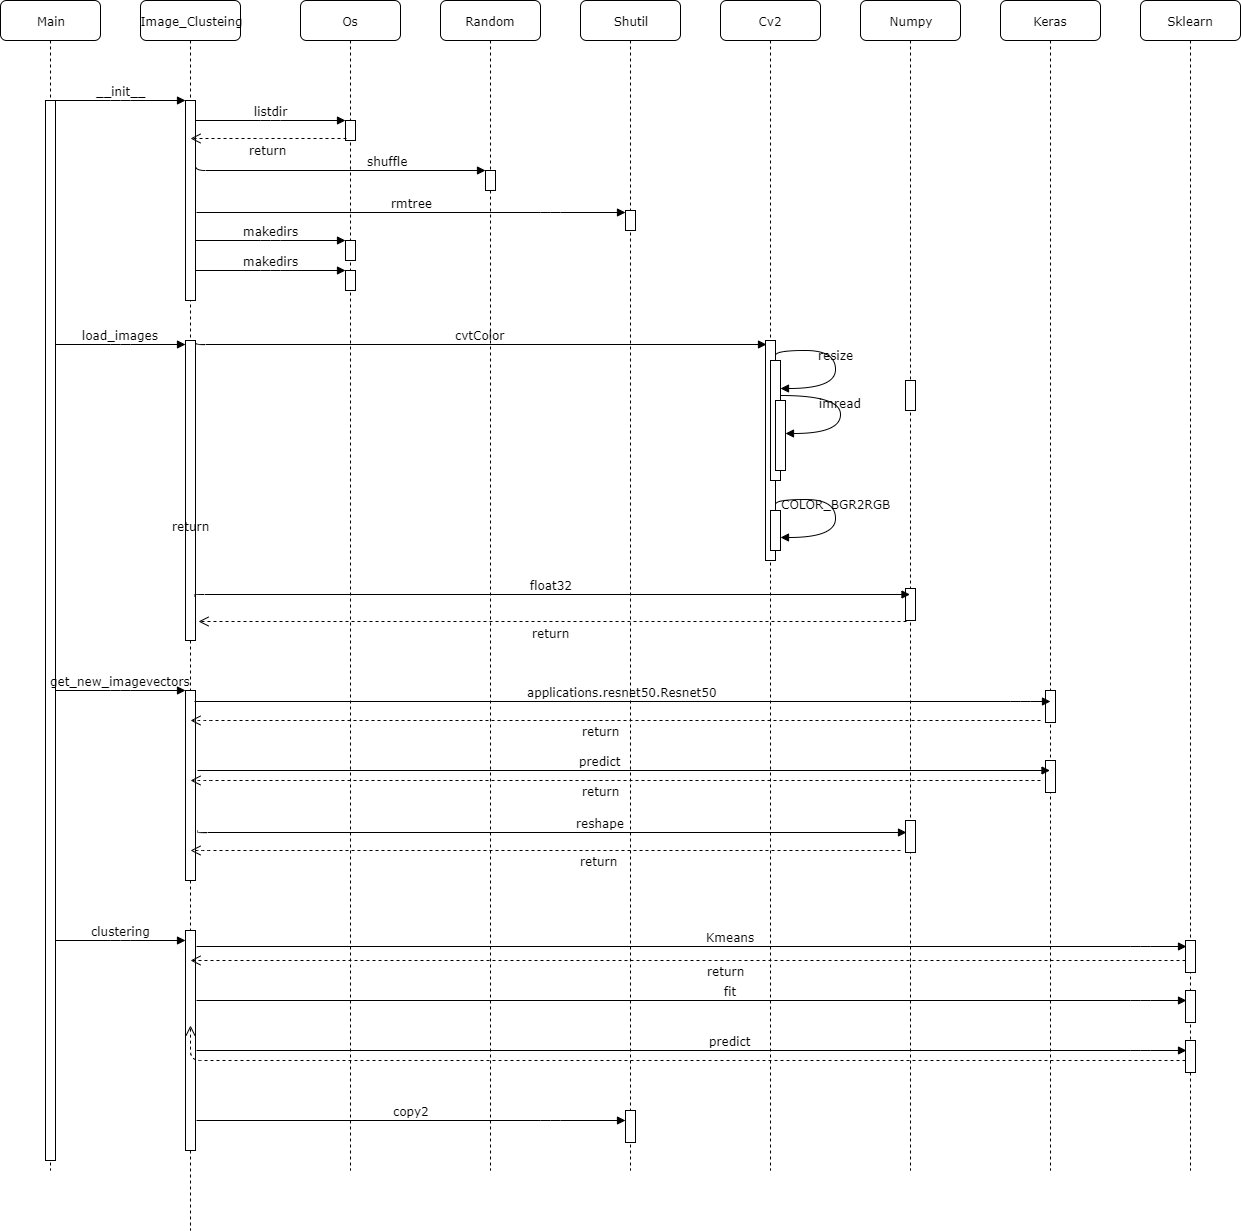 Main
Image_Clusteing
Os
Random
Shutil
Cv2
Numpy
Keras
Sklearn
__init__
listdir
return
shuffle
rmtree
makedirs
makedirs
load_images
cvtColor
resize
imread
COLOR_BGR2RGB
return
float32
return
get_new_imagevectors
applications.resnet50.Resnet50
return
predict
return
reshape
return
clustering
Kmeans
return
fit
predict
copy2